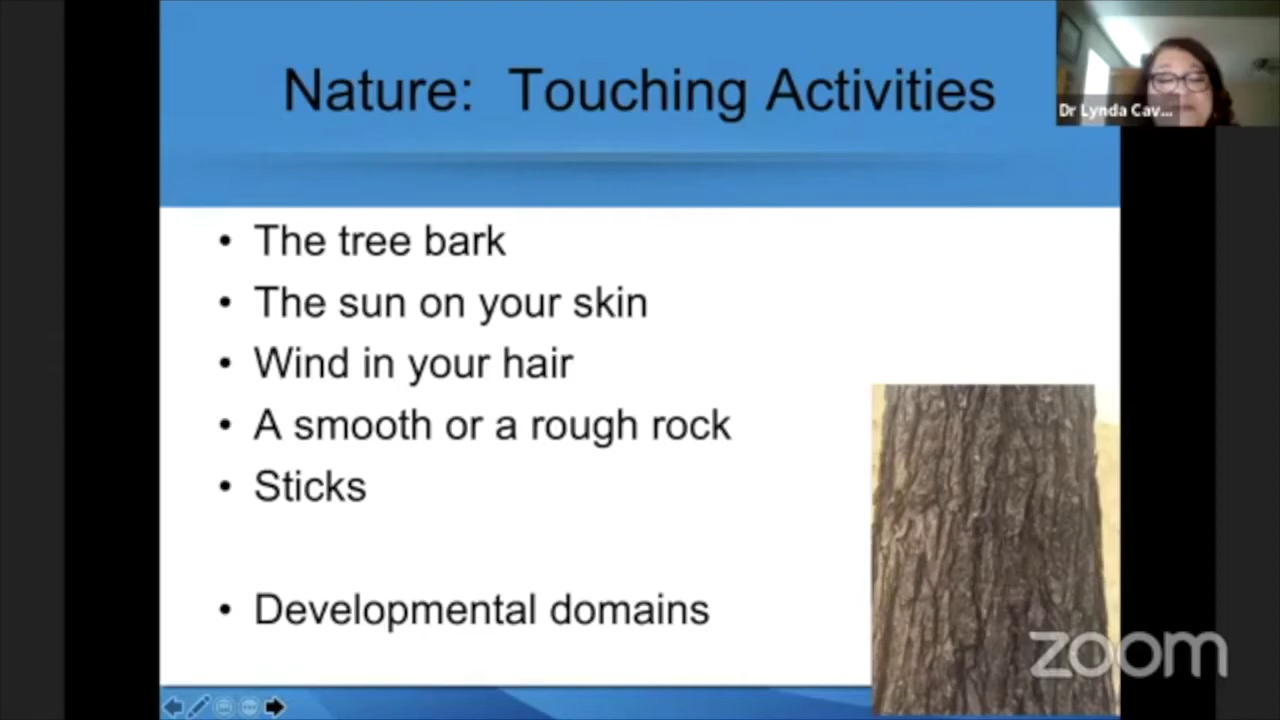 Nature: Touching Activities
Dr Lynda Cav...
• The tree bark
• The sun on your skin
• Wind in your hair
• A smooth or a rough rock
• Sticks
• Developmental domains
zoom